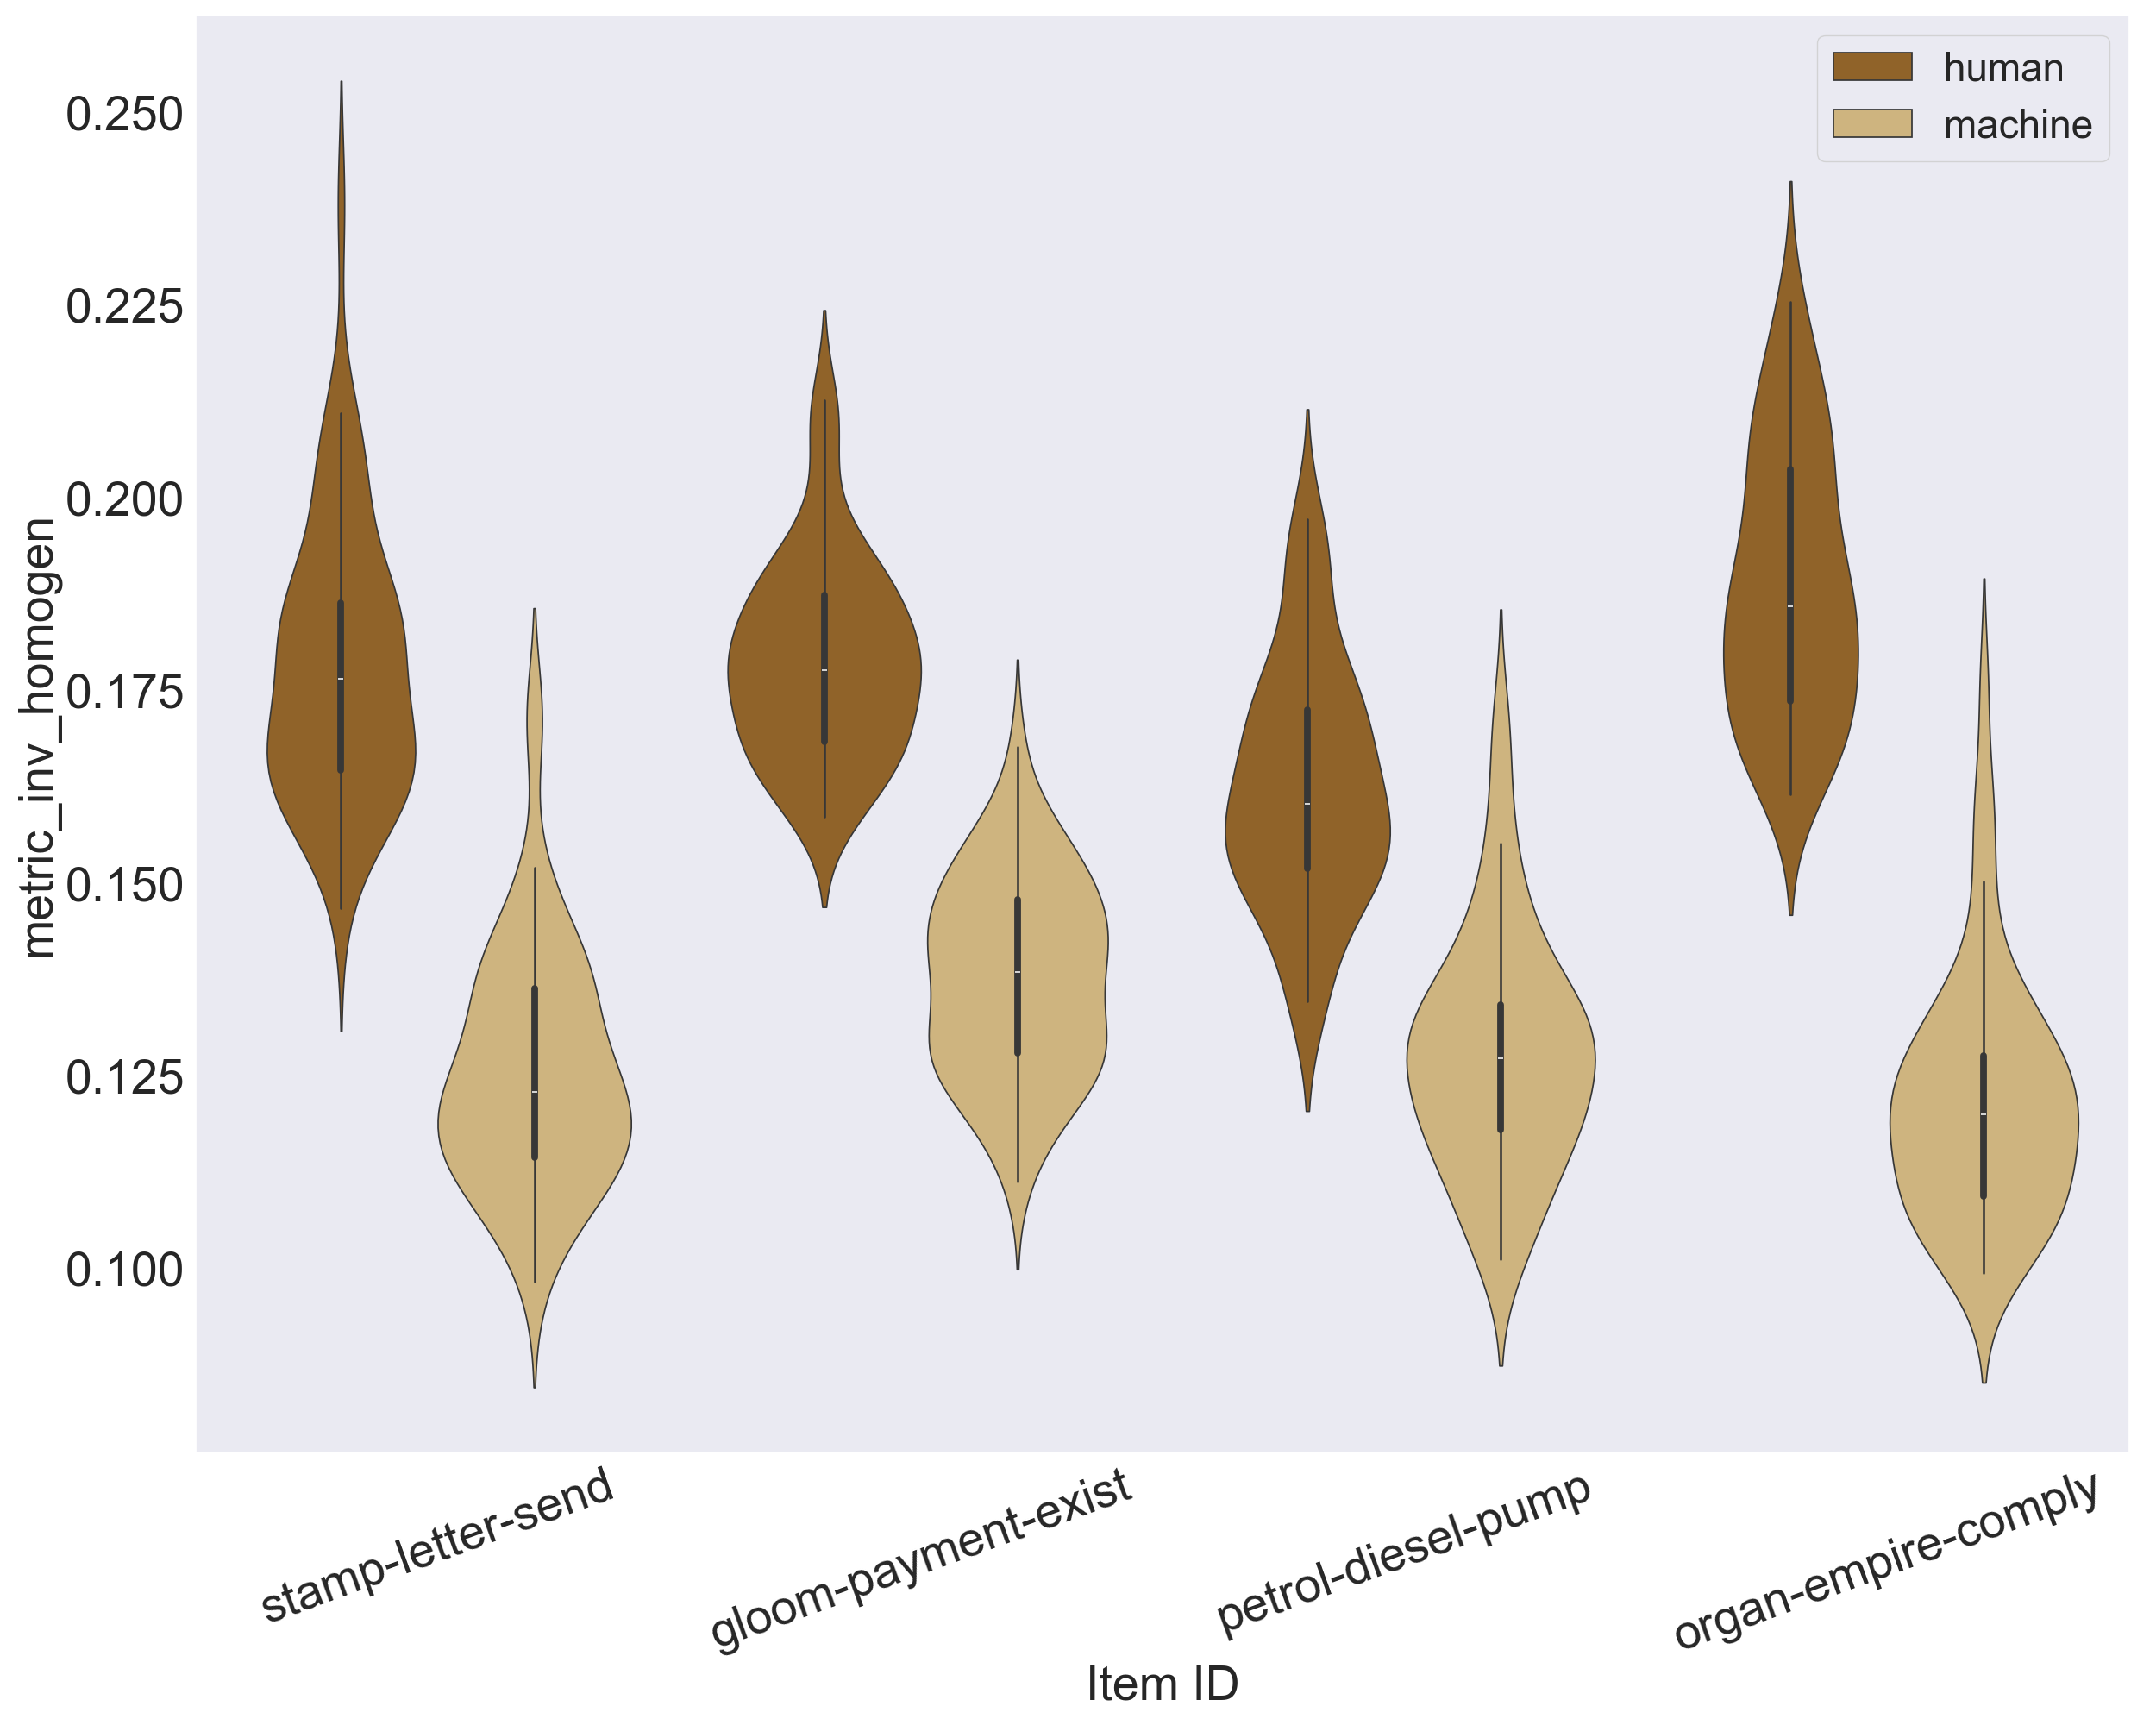 human
machine
0.250
0.225
0.200
0.175
0.150
0.125
0.100
metric_inv_homogen
stamp-letter-send
gloom-payment-exist
petrol-diesel-pump
organ-empire-comply
Item ID